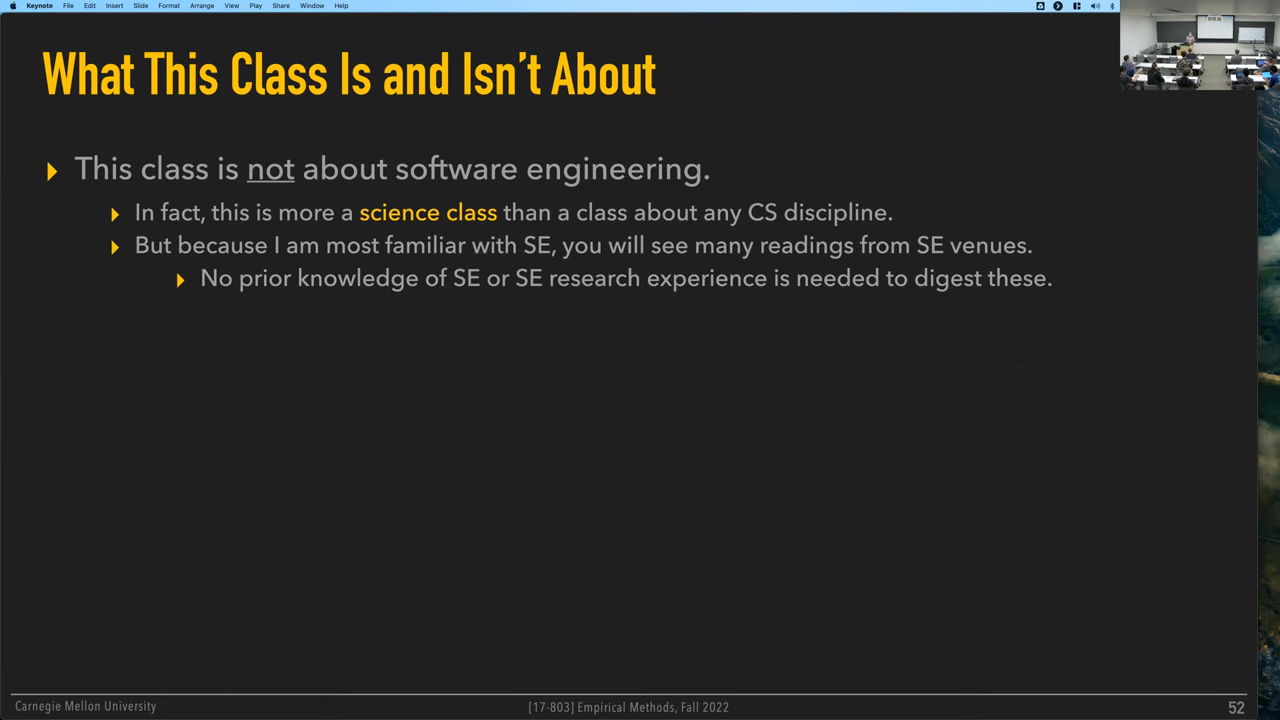 Keynote File Edit Insert Slide Format Arrange View Play Share Window Help
What This Class Is and Isn't About
This class is not about software engineering.
In fact, this is more a science class than a class about any CS discipline.
But because I am most familiar with SE, you will see many readings from SE venues.
No prior knowledge of SE or SE research experience is needed to digest these.
Carnegie Mellon University [17-803] Empirical Methods, Fall 2022 52